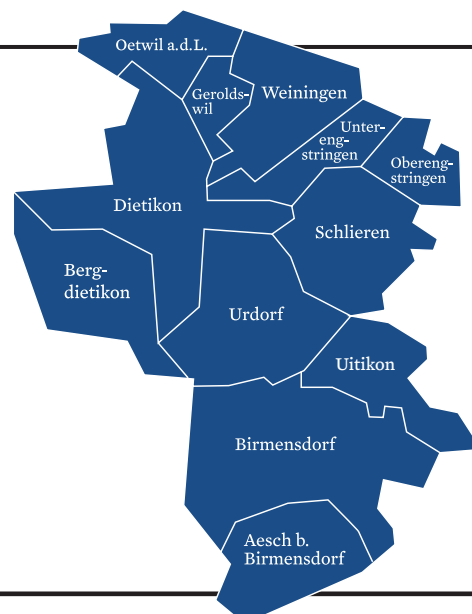 Oetwil a.d.L.
Gerolds-
wil
Weiningen
Unter-
eng-
stringen
Obereng-
stringen
Dietikon
Schlieren
Berg-
dietikon
Urdorf
Uitikon
Birmensdorf
Aesch b.
Birmensdorf